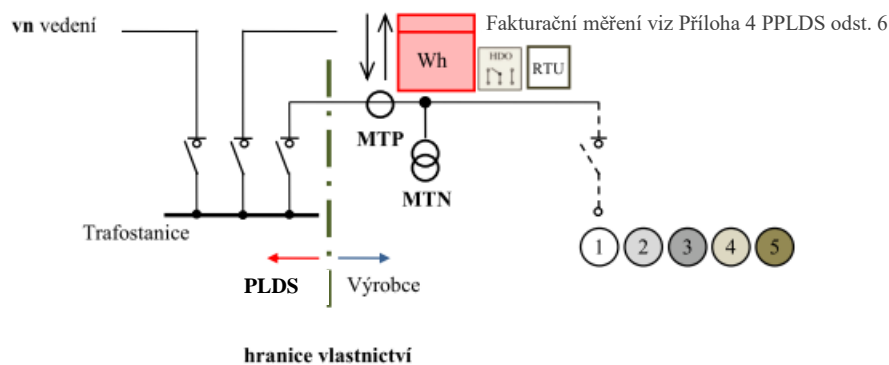 vn vedení
Fakturační měření viz Příloha 4 PPLDS odst. 6
Wh
HDO
RTU
MTP
MTN
Trafostanice
1 2 3 4 5
PLDS
Výrobce
hranice vlastnictví